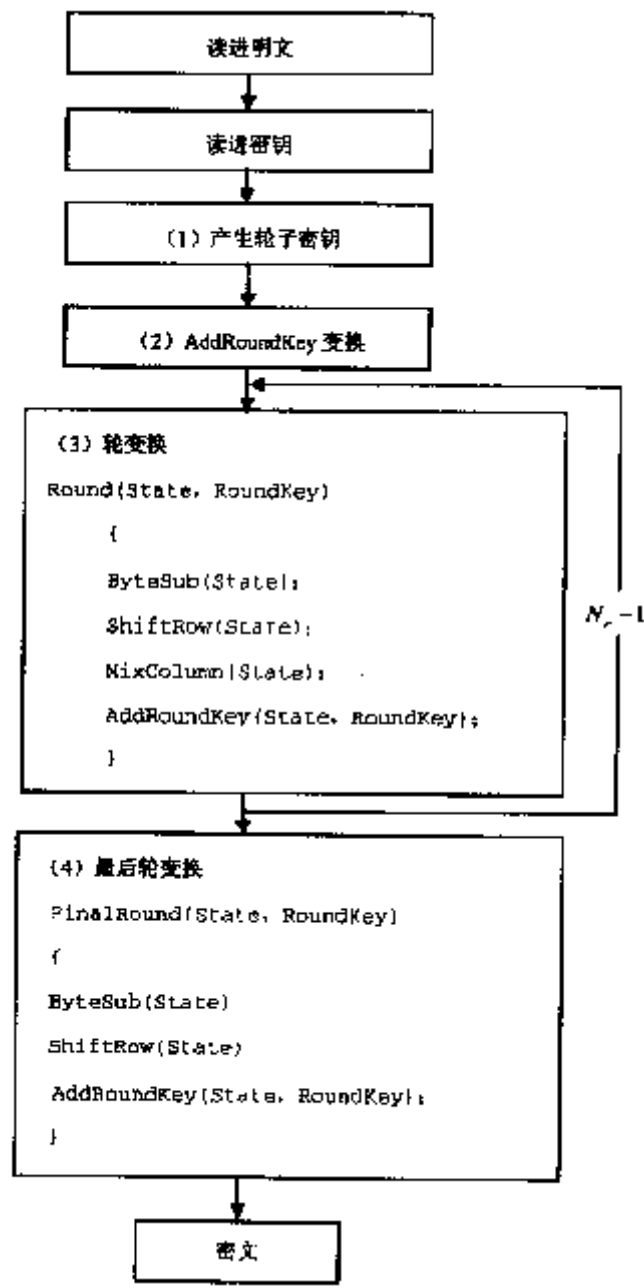 读进明文
读进密钥
（1）产生轮子密钥
（2）AddRoundKey 变换
（3）轮变换
Round(State, RoundKey)
{
ByteSub(State);
ShiftRow(State);
MixColumn(State);
AddRoundKey(State, RoundKey);
}
N_r -1
（4）最后轮变换
FinalRound(State, RoundKey)
{
ByteSub(State)
ShiftRow(State)
AddRoundKey(State, RoundKey);
}
密文